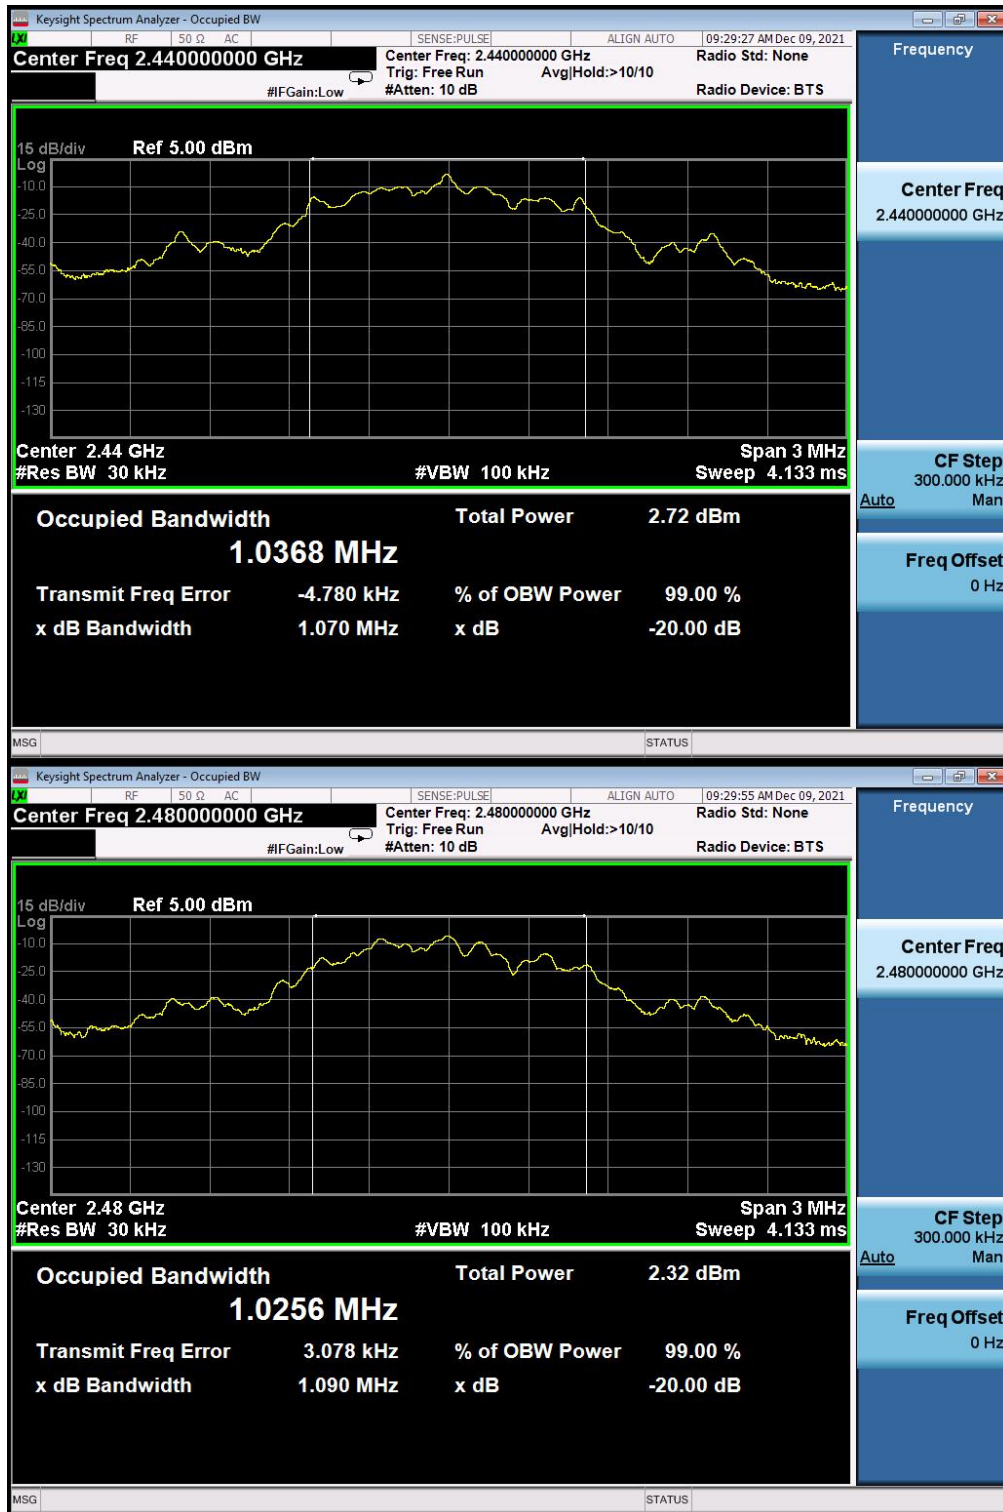 Keysight Spectrum Analyzer - Occupied BW
LXI RF 50 Ω AC SENSE:PULSE ALIGN AUTO 09:29:27 AM Dec 09, 2021
Center Freq 2.440000000 GHz
Center Freq: 2.440000000 GHz Radio Std: None
Trig: Free Run Avg|Hold:>10/10
#IFGain:Low #Atten: 10 dB Radio Device: BTS
Frequency
15 dB/div Ref 5.00 dBm
Log
-10.0
-25.0
-40.0
-55.0
-70.0
-85.0
-100
-115
-130
Center 2.44 GHz Span 3 MHz
#Res BW 30 kHz #VBW 100 kHz Sweep 4.133 ms
Center Freq
2.440000000 GHz
CF Step
300.000 kHz
Auto Man
Freq Offset
0 Hz
Occupied Bandwidth Total Power 2.72 dBm
1.0368 MHz
Transmit Freq Error -4.780 kHz % of OBW Power 99.00 %
x dB Bandwidth 1.070 MHz x dB -20.00 dB
MSG STATUS
Keysight Spectrum Analyzer - Occupied BW
LXI RF 50 Ω AC SENSE:PULSE ALIGN AUTO 09:29:55 AM Dec 09, 2021
Center Freq 2.480000000 GHz
Center Freq: 2.480000000 GHz Radio Std: None
Trig: Free Run Avg|Hold:>10/10
#IFGain:Low #Atten: 10 dB Radio Device: BTS
Frequency
15 dB/div Ref 5.00 dBm
Log
-10.0
-25.0
-40.0
-55.0
-70.0
-85.0
-100
-115
-130
Center 2.48 GHz Span 3 MHz
#Res BW 30 kHz #VBW 100 kHz Sweep 4.133 ms
Center Freq
2.480000000 GHz
CF Step
300.000 kHz
Auto Man
Freq Offset
0 Hz
Occupied Bandwidth Total Power 2.32 dBm
1.0256 MHz
Transmit Freq Error 3.078 kHz % of OBW Power 99.00 %
x dB Bandwidth 1.090 MHz x dB -20.00 dB
MSG STATUS